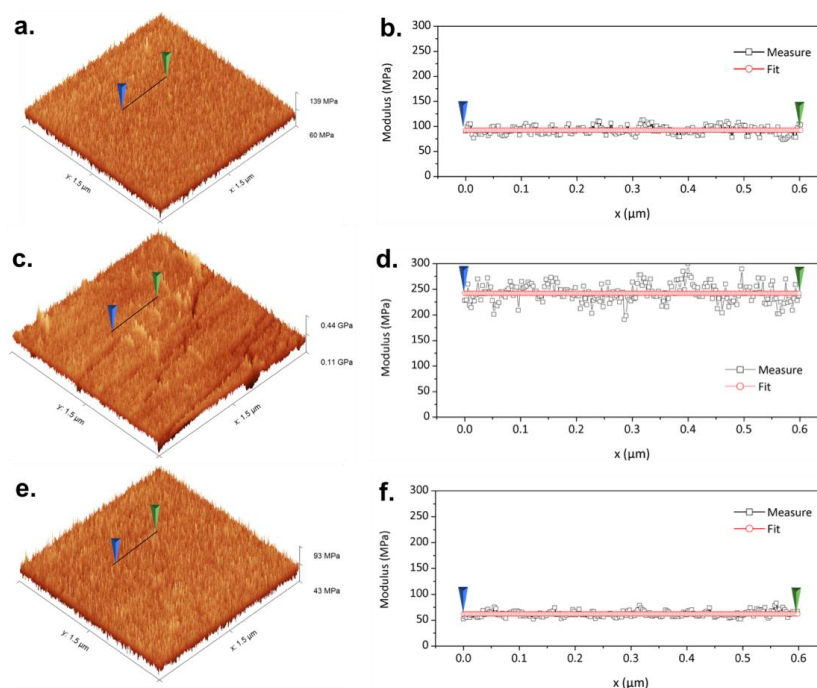 a.
139 MPa
60 MPa
y: 1.5 µm
x: 1.5 µm
b.
300
250
200
150
100
50
0
Modulus (MPa)
Measure
Fit
0.0 0.1 0.2 0.3 0.4 0.5 0.6
x (µm)
c.
0.44 GPa
0.11 GPa
y: 1.5 µm
x: 1.5 µm
d.
300
250
200
150
100
50
0
Modulus (MPa)
Measure
Fit
0.0 0.1 0.2 0.3 0.4 0.5 0.6
x (µm)
e.
93 MPa
43 MPa
y: 1.5 µm
x: 1.5 µm
f.
300
250
200
150
100
50
0
Modulus (MPa)
Measure
Fit
0.0 0.1 0.2 0.3 0.4 0.5 0.6
x (µm)